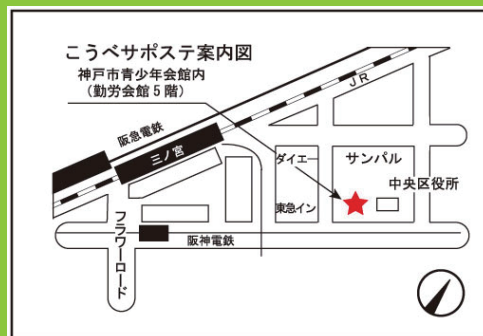 こうべサポステ案内図
神戸市青少年会館内
(勤労会館5階)
阪急電鉄
JR
三ノ宮
ダイエー
サンパル
中央区役所
東急イン
フラワーロード
阪神電鉄